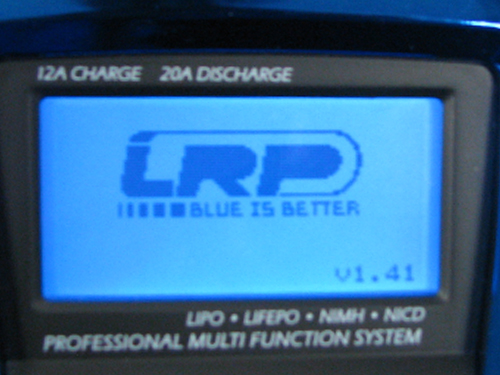 12A CHARGE 20A DISCHARGE
LRP
BLUE IS BETTER
V1.41
LIPO • LIFEPO • NIMH • NICD
PROFESSIONAL MULTI FUNCTION SYSTEM